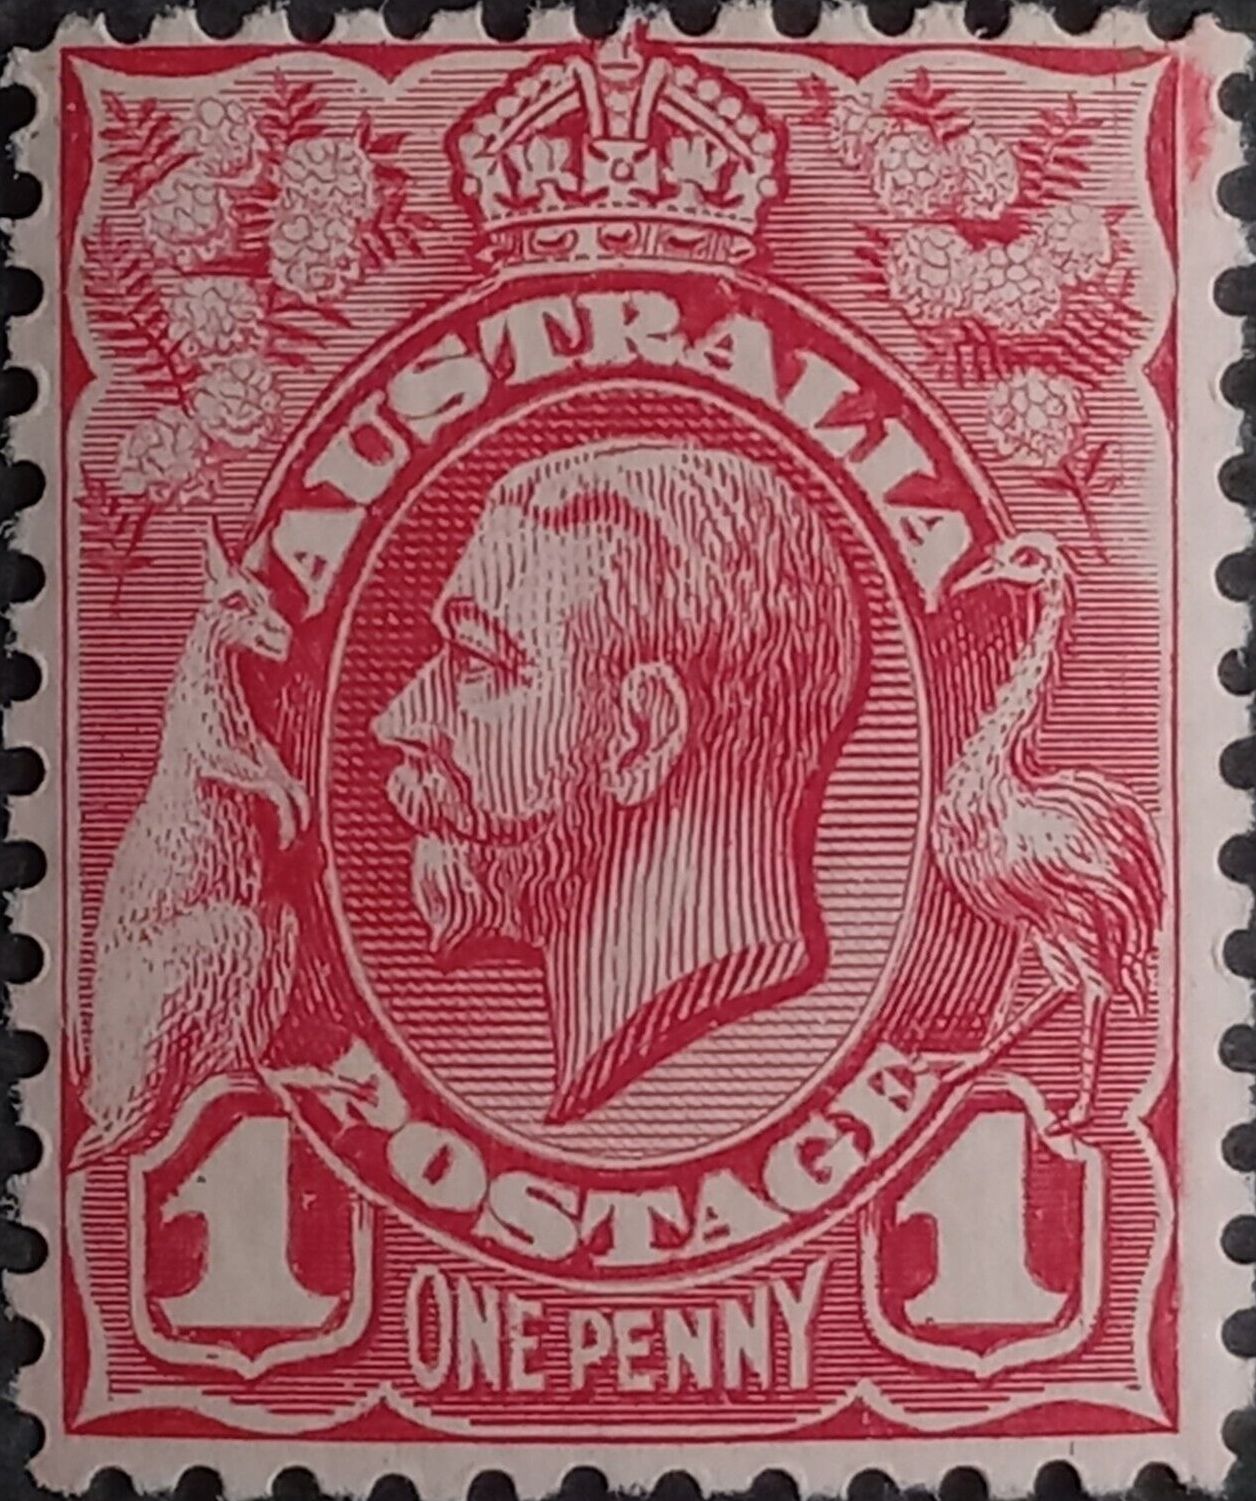 AUSTRALIA
POSTAGE
1 1
ONE PENNY